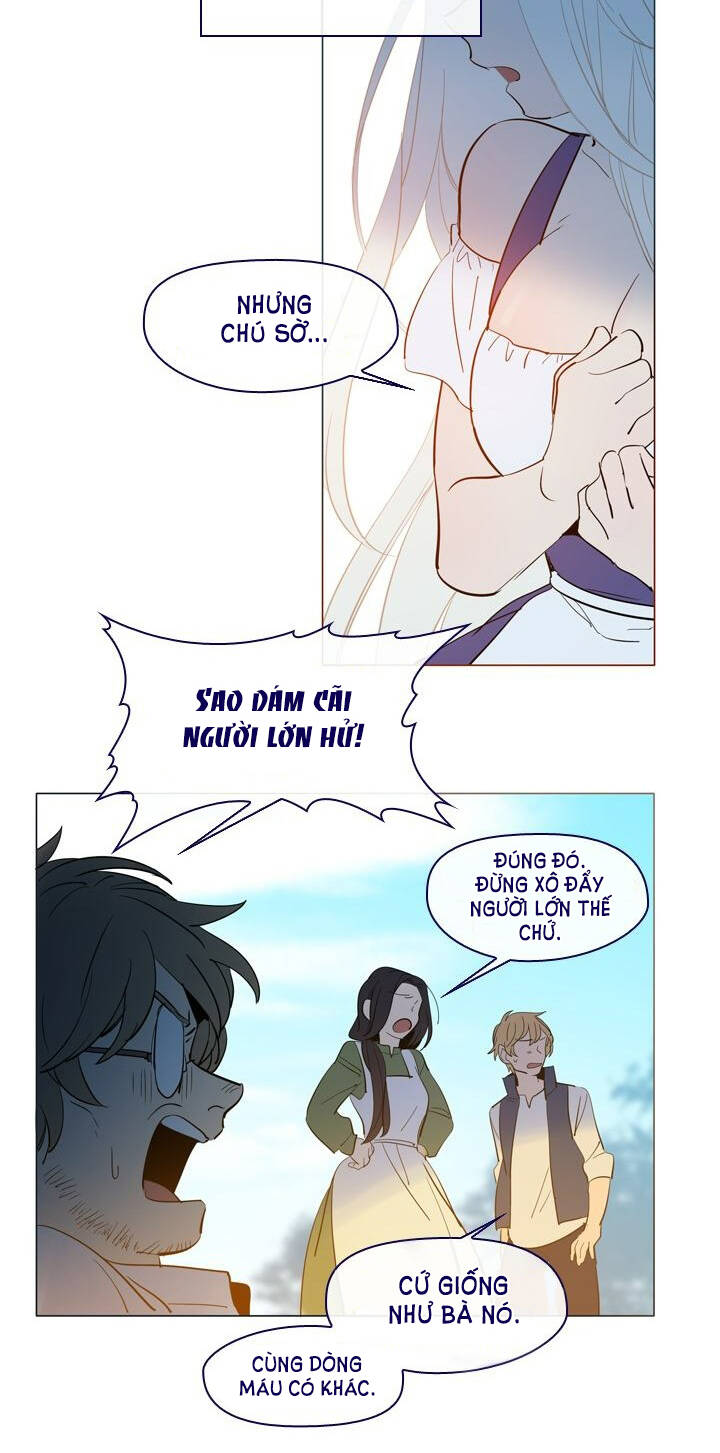 NHƯNG
CHÚ SỜ...
SAO DÁM CÃI
NGƯỜI LỚN HỬ!
ĐÚNG ĐÓ.
ĐỪNG XÔ ĐẨY
NGƯỜI LỚN THẾ
CHỨ.
CỨ GIỐNG
NHƯ BÀ NÓ.
CÙNG DÒNG
MÁU CÓ KHÁC.